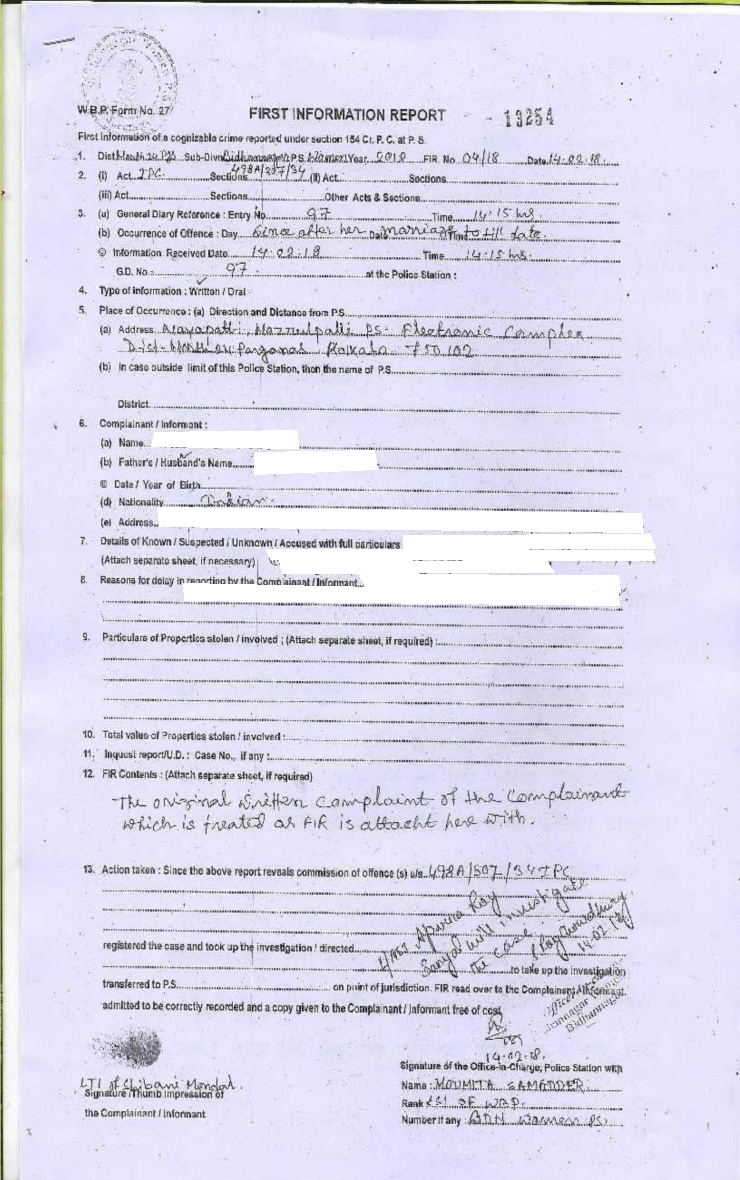 W.B.P. Form No. 27
FIRST INFORMATION REPORT
- 13254
First Information of a cognizable crime reported under section 154 Cr. P. C. at P. S.
1. Dist. North 24 Pgs Sub-Divn Bidhannagar P.S. Women Year 2018 FIR No 04/18 Date 14.02.18.
2. (i) Act IPC Sections 498A/307/34 (ii) Act Sections
(iii) Act Sections Other Acts & Sections
3. (a) General Diary Reference : Entry No 97 Time 14.15 hrs.
(b) Occurrence of Offence : Day Since after her Date marriage Time to till date.
© Information Received Date 14.02.18 Time 14.15 hrs.
G.D. No.: 97 at the Police Station :
4. Type of information : Written / Oral
5. Place of Occurrence : (a) Direction and Distance from P.S.
(a) Address PS- Electronic Complex
Dist- North 24 Parganas, Kolkata 700102
(b) In case outside limit of this Police Station, then the name of P.S.
District
6. Complainant / Informant :
(a) Name
(b) Father's / Husband's Name
© Date / Year of Birth
(d) Nationality Indian.
(e) Address
7. Details of Known / Suspected / Unknown / Accused with full particulars
(Attach separate sheet, if necessary)
8. Reasons for delay in reporting by the Complainant / Informant
9. Particulars of Properties stolen / involved ; (Attach separate sheet, if required) :
10. Total value of Properties stolen / involved :
11. Inquest report/U.D. : Case No., if any :
12. FIR Contents : (Attach separate sheet, if required)
The original written complaint of the Complainant
which is treated as FIR is attacht here with.
13. Action taken : Since the above report reveals commission of offence (s) u/s 498A/307/34 IPC
registered the case and took up the investigation / directed L/ASI Aparna Roy
Sanyal will investigate
the case.
14.02.18
to take up the investigation
transferred to P.S. on point of jurisdiction. FIR read over to the Complainant / Informant,
admitted to be correctly recorded and a copy given to the Complainant / Informant free of cost
Bidhannagar
14.02.18.
LTI of Shibani Mondal.
Signature /Thumb Impression of
the Complainant / Informant
Signature of the Office-in-Charge, Police Station with
Name : MOUMITA SAMADDER.
Rank LSI OF WBP.
Number if any : BDN Women PS.